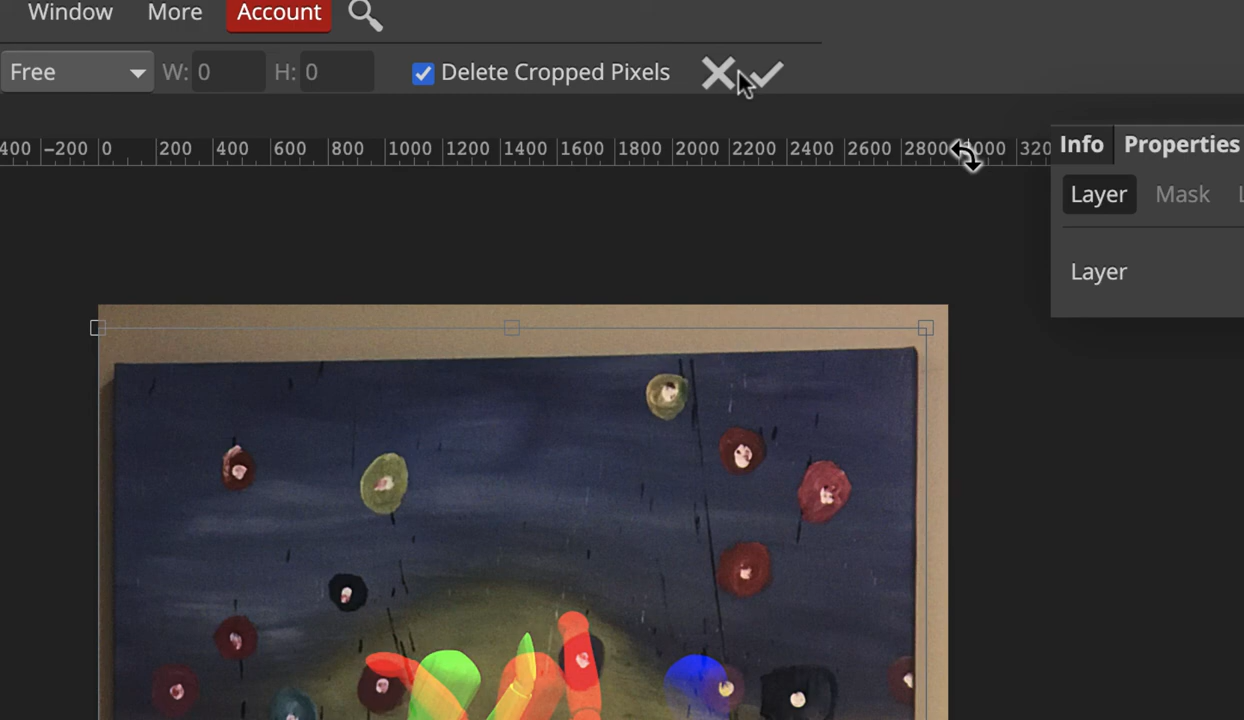 Window More Account
Free W: 0 H: 0 Delete Cropped Pixels
400 -200 0 200 400 600 800 1000 1200 1400 1600 1800 2000 2200 2400 2600 2800 320
Info Properties
Layer Mask
Layer